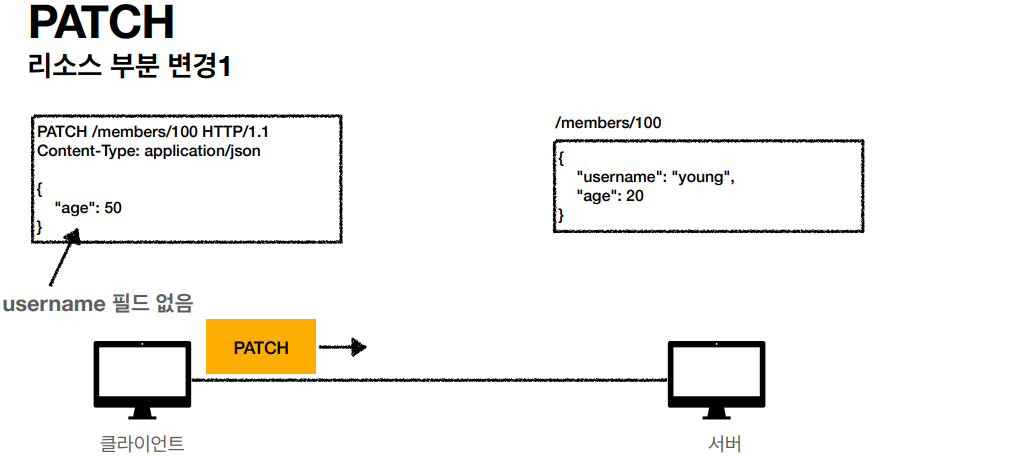 PATCH
리소스 부분 변경1
PATCH /members/100 HTTP/1.1
Content-Type: application/json
{
"age": 50
}
username 필드 없음
/members/100
{
"username": "young",
"age": 20
}
PATCH
클라이언트
서버